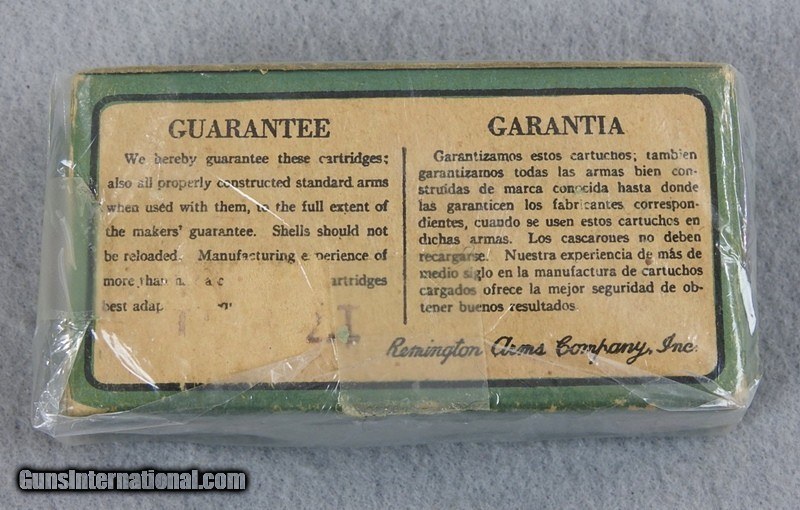 GUARANTEE
We hereby guarantee these cartridges;
also all properly constructed standard arms
when used with them, to the full extent of
the makers' guarantee. Shells should not
be reloaded. Manufacturing experience of
more than
best
GARANTIA
Garantizamos estos cartuchos; tambien
garantizamos todas las armas bien con-
struidas de marca conocida hasta donde
las garanticen los fabricantes correspon-
dientes, cuando se usen estos cartuchos en
dichas armas. Los cascarones no deben
recargarse. Nuestra experiencia de más de
medio siglo en la manufactura de cartuchos
cargados ofrece la mejor seguridad de ob-
tener buenos resultados.
Remington Arms Company, Inc.
GunsInternational.com